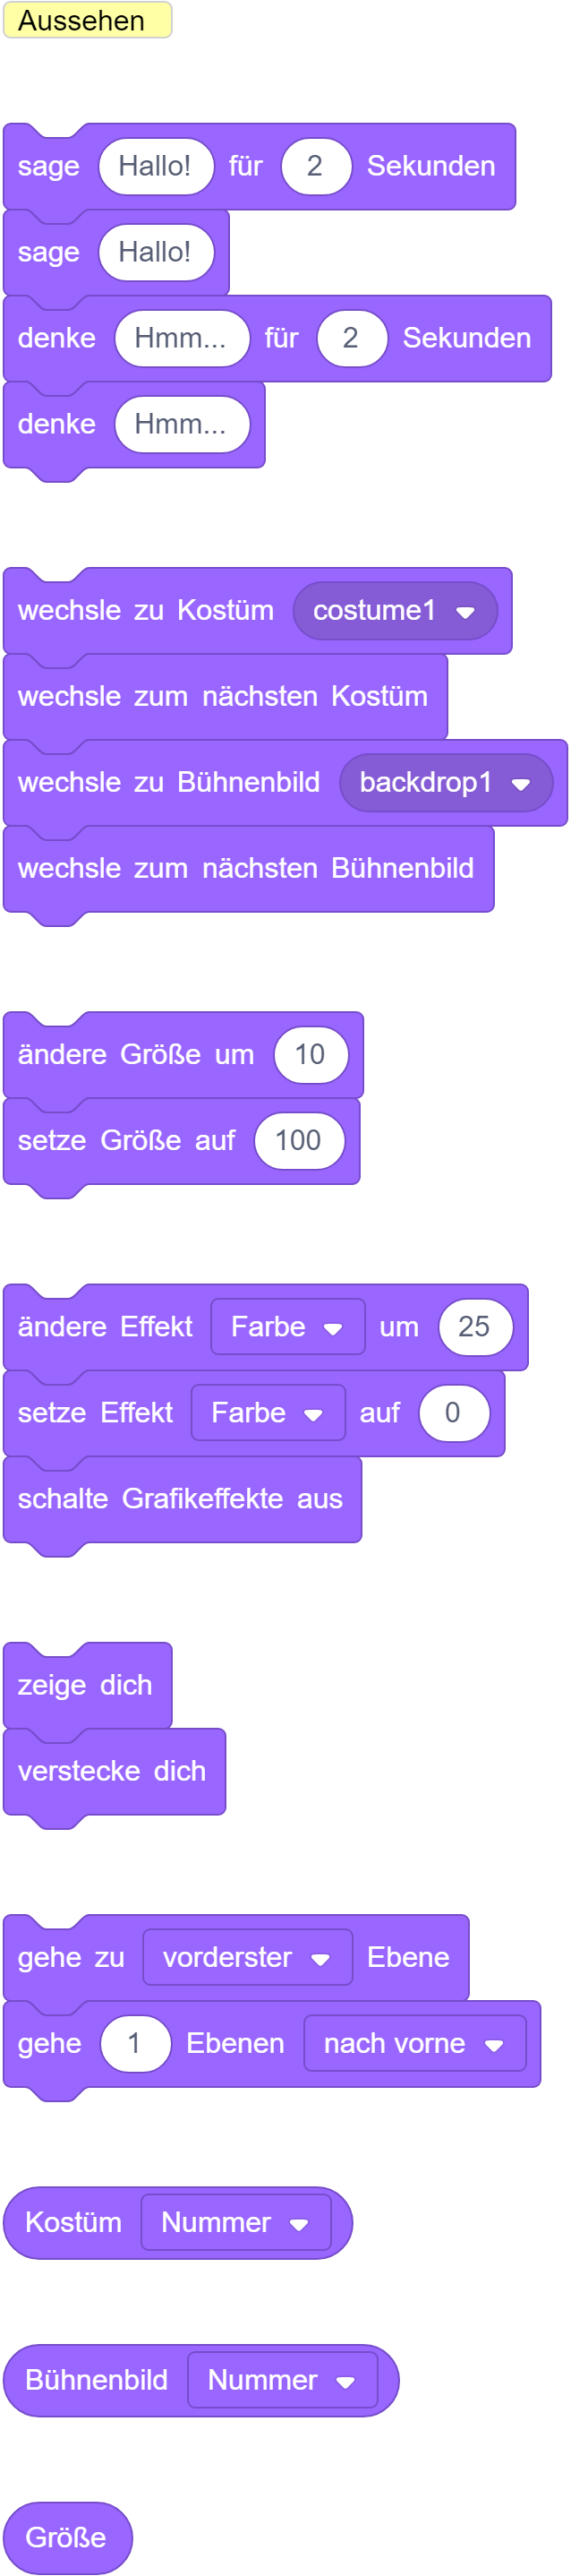 Aussehen
sage Hallo! für 2 Sekunden
sage Hallo!
denke Hmm... für 2 Sekunden
denke Hmm...
wechsle zu Kostüm costume1
wechsle zum nächsten Kostüm
wechsle zu Bühnenbild backdrop1
wechsle zum nächsten Bühnenbild
ändere Größe um 10
setze Größe auf 100
ändere Effekt Farbe um 25
setze Effekt Farbe auf 0
schalte Grafikeffekte aus
zeige dich
verstecke dich
gehe zu vorderster Ebene
gehe 1 Ebenen nach vorne
Kostüm Nummer
Bühnenbild Nummer
Größe